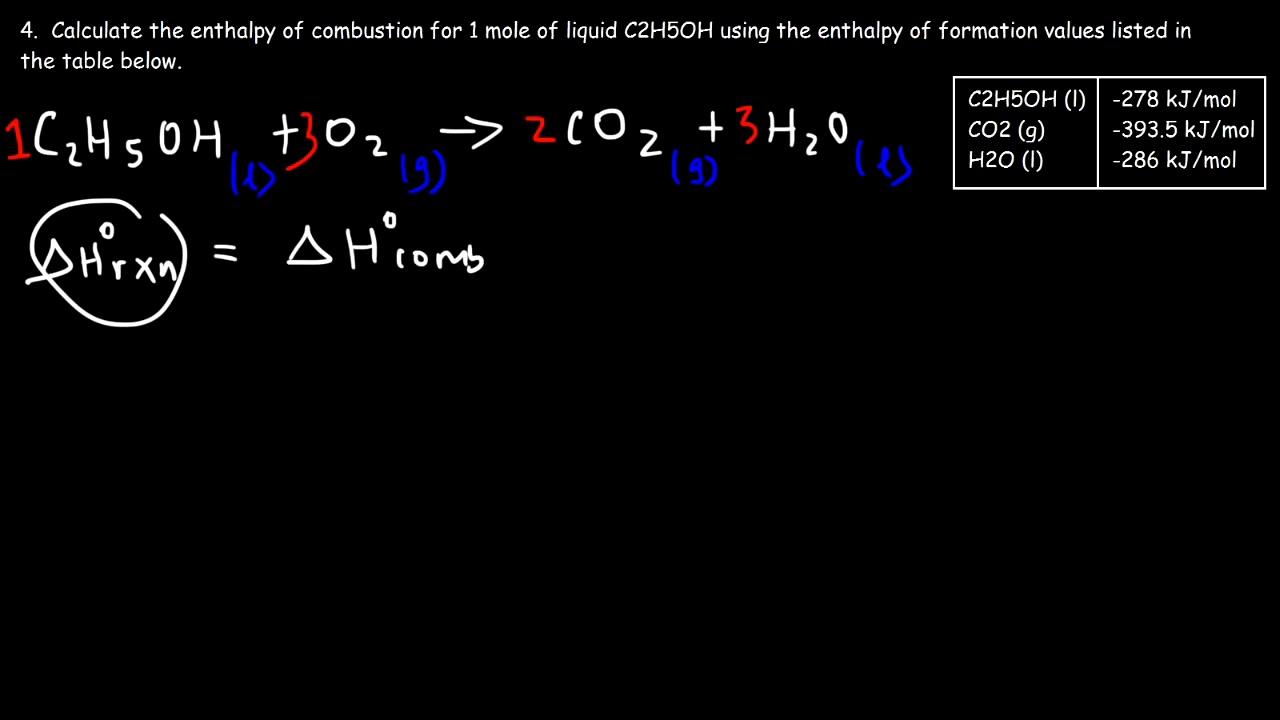 4. Calculate the enthalpy of combustion for 1 mole of liquid C2H5OH using the enthalpy of formation values listed in
the table below.
C2H5OH (l) -278 kJ/mol
CO2 (g) -393.5 kJ/mol
H2O (l) -286 kJ/mol
1C₂H₅OH(l) + 3O₂(g) → 2CO₂(g) + 3H₂O(l)
ΔH°rxn = ΔH°comb